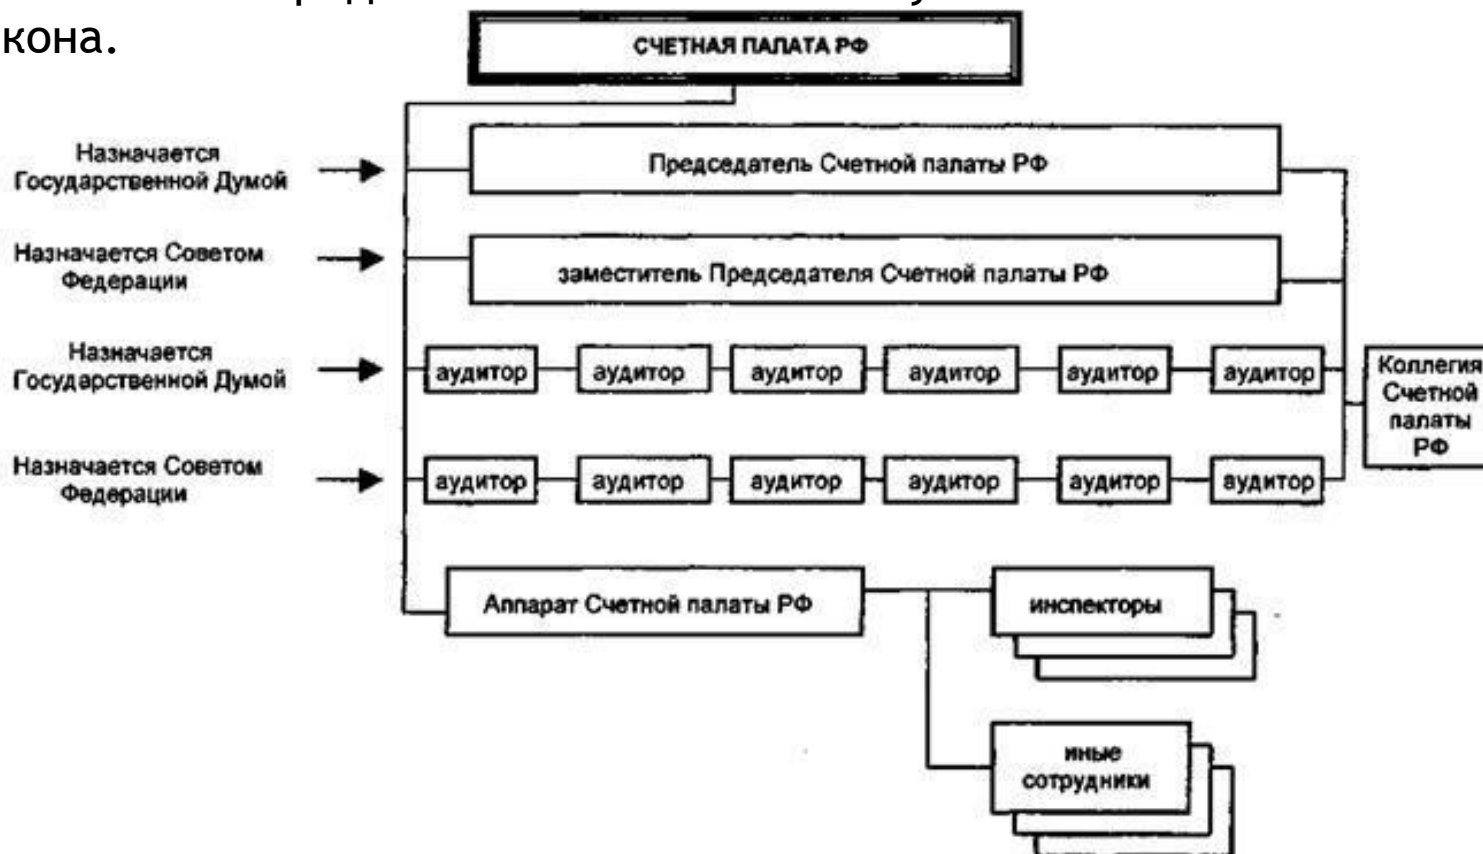 кона.
СЧЕТНАЯ ПАЛАТА РФ
Назначается
Государственной Думой
Председатель Счетной палаты РФ
Назначается Советом
Федерации
заместитель Председателя Счетной палаты РФ
Назначается
Государственной Думой
аудитор аудитор аудитор аудитор аудитор аудитор
Коллегия
Счетной
палаты
РФ
Назначается Советом
Федерации
аудитор аудитор аудитор аудитор аудитор аудитор
Аппарат Счетной палаты РФ
инспекторы
иные
сотрудники